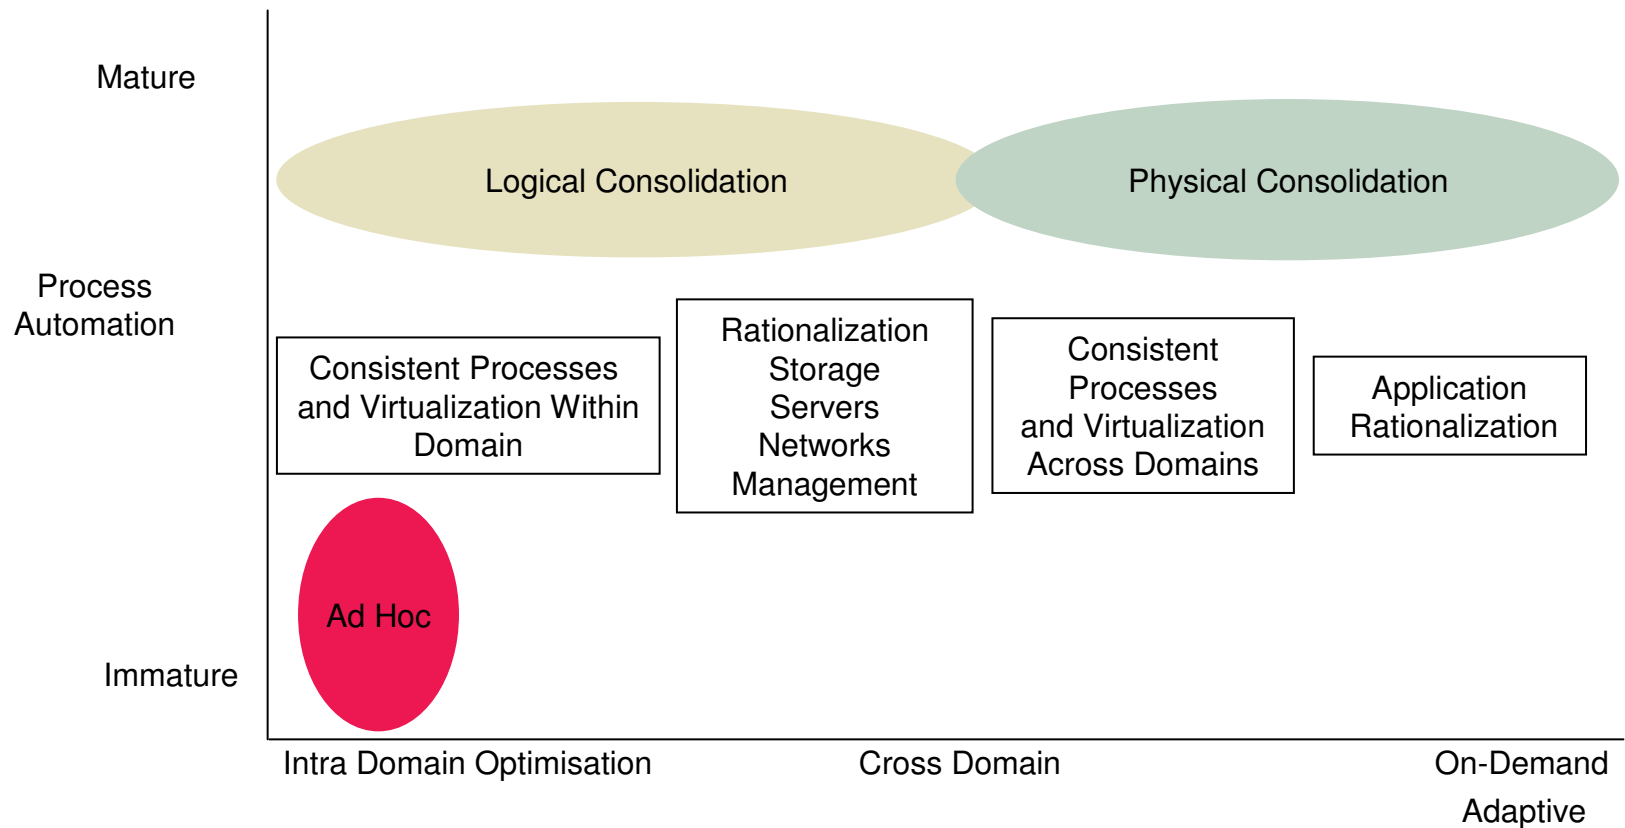 Mature
Logical Consolidation
Physical Consolidation
Process
Automation
Consistent Processes
and Virtualization Within
Domain
Rationalization
Storage
Servers
Networks
Management
Consistent
Processes
and Virtualization
Across Domains
Application
Rationalization
Ad Hoc
Immature
Intra Domain Optimisation
Cross Domain
On-Demand
Adaptive